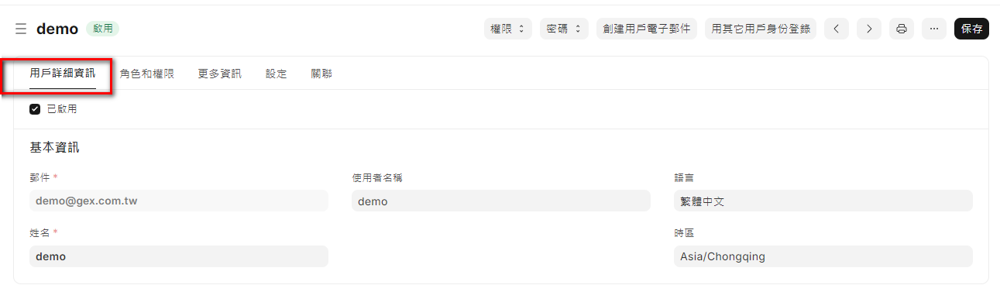 demo 啟用 權限 密碼 創建用戶電子郵件 用其它用戶身份登錄 ... 保存
用戶詳細資訊 角色和權限 更多資訊 設定 關聯
已啟用
基本資訊
郵件 * 使用者名稱 語言
demo@gex.com.tw demo 繁體中文
姓名 * 時區
demo Asia/Chongqing